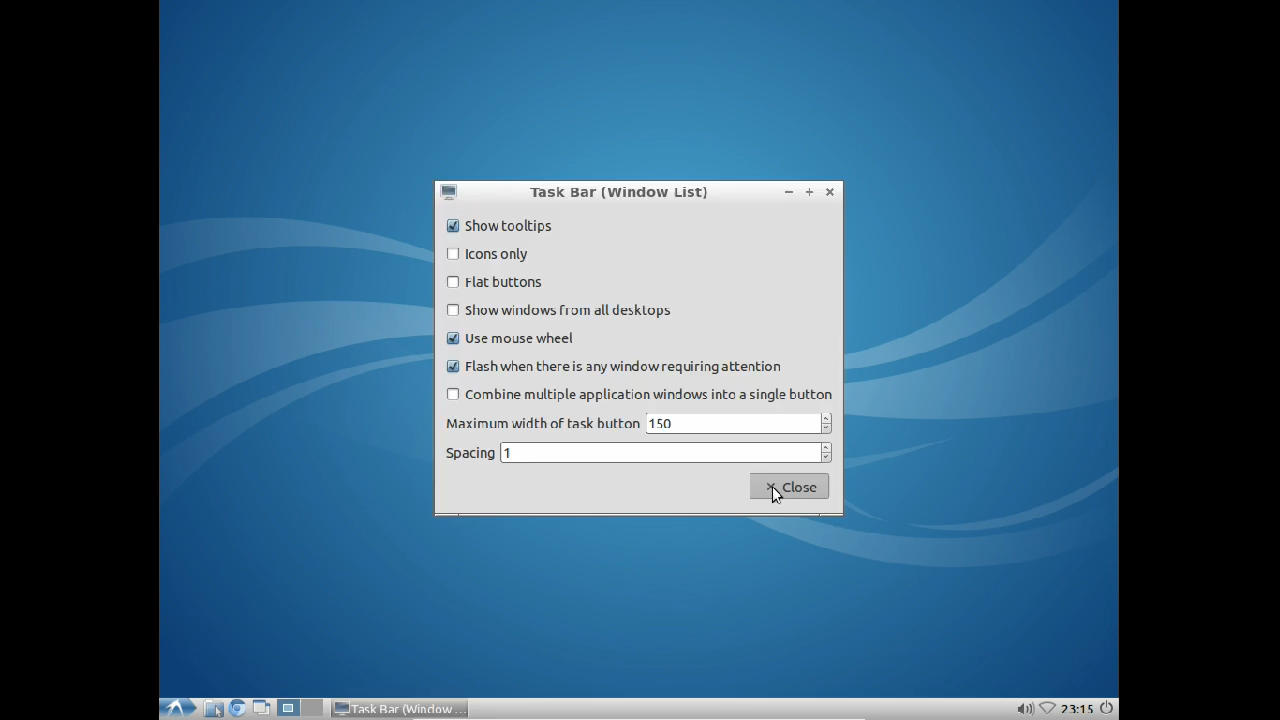 Task Bar (Window List)
Show tooltips
Icons only
Flat buttons
Show windows from all desktops
Use mouse wheel
Flash when there is any window requiring attention
Combine multiple application windows into a single button
Maximum width of task button 150
Spacing 1
Close
Task Bar (Window ... 23:15